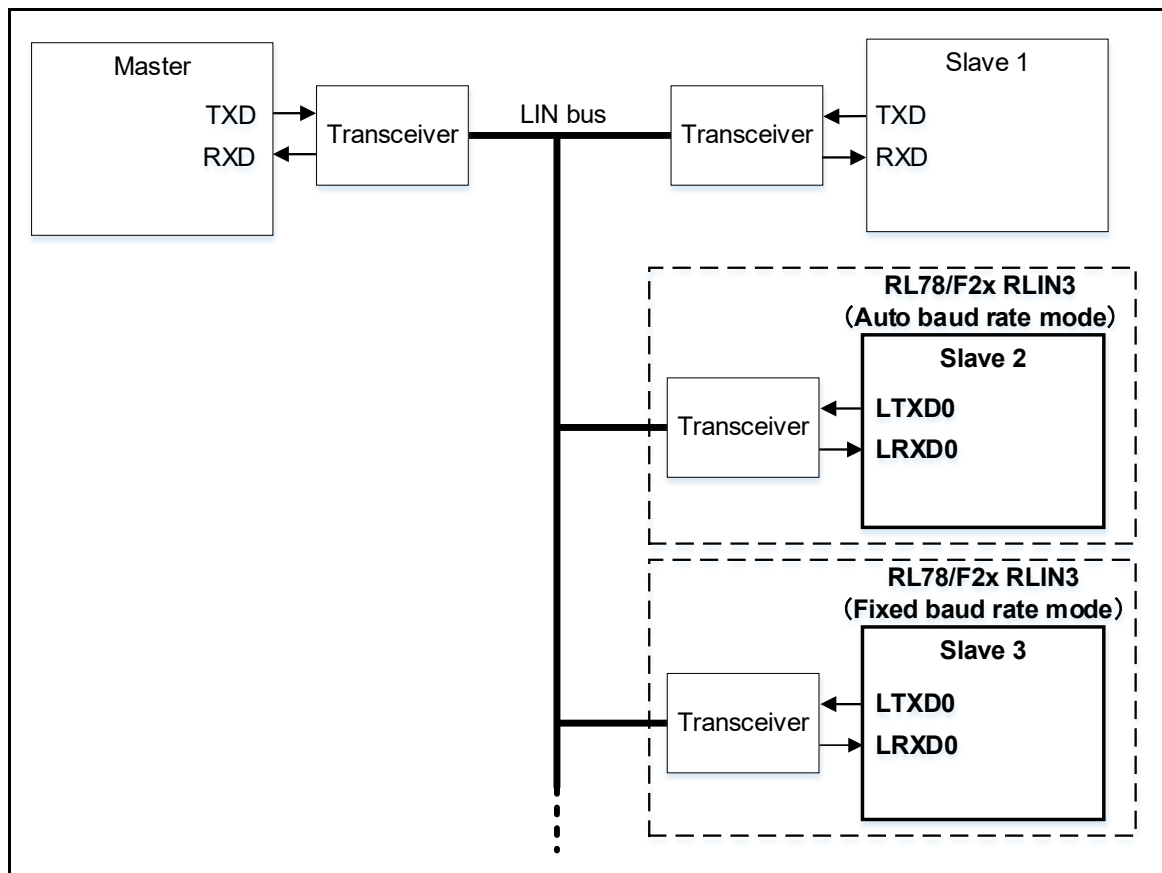 Master
TXD
RXD
Transceiver
LIN bus
Transceiver
Slave 1
TXD
RXD
RL78/F2x RLIN3
（Auto baud rate mode）
Slave 2
Transceiver
LTXD0
LRXD0
RL78/F2x RLIN3
（Fixed baud rate mode）
Slave 3
Transceiver
LTXD0
LRXD0